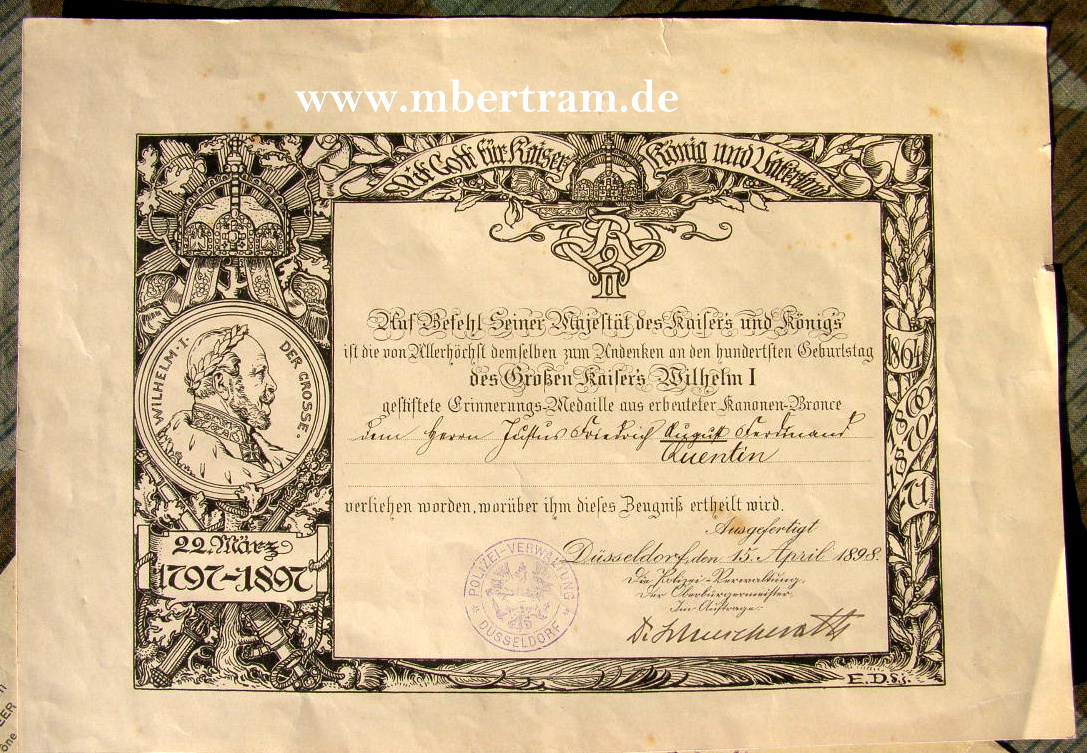 www.mbertram.de
Mit Gott für Kaiser König und Vaterland
W R
II
WILHELM·I· DER GROSSE·
22. März
1797-1897
1864
1866
1870
1871
Auf Befehl Seiner Majestät des Kaisers und Königs
ist die von Allerhöchst demselben zum Andenken an den hundertsten Geburtstag
des Großen Kaisers Wilhelm I
gestiftete Erinnerungs-Medaille aus erbeuteter Kanonen-Bronce
dem Herrn Justus Friedrich August Ferdinand
Quentin
verliehen worden, worüber ihm dieses Zeugniß ertheilt wird.
Ausgefertigt
Düsseldorf, den 15. April 1898.
Die Polizei-Verwaltung.
Der Oberbürgermeister.
Im Auftrage:
Dr.
POLIZEI-VERWALTUNG
DÜSSELDORF
E.D.